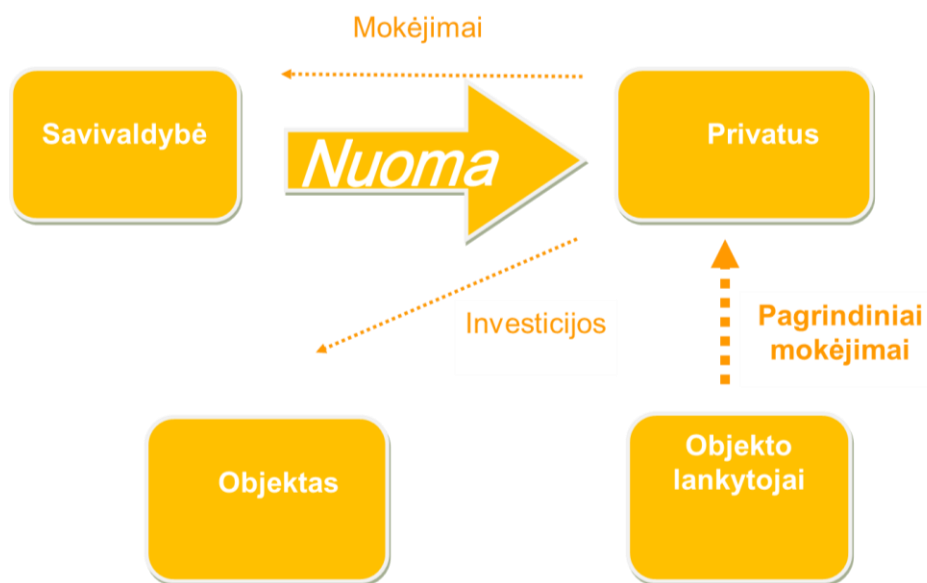 Mokėjimai
Savivaldybė
Nuoma
Privatus
Investicijos
Pagrindiniai
mokėjimai
Objektas
Objekto
lankytojai